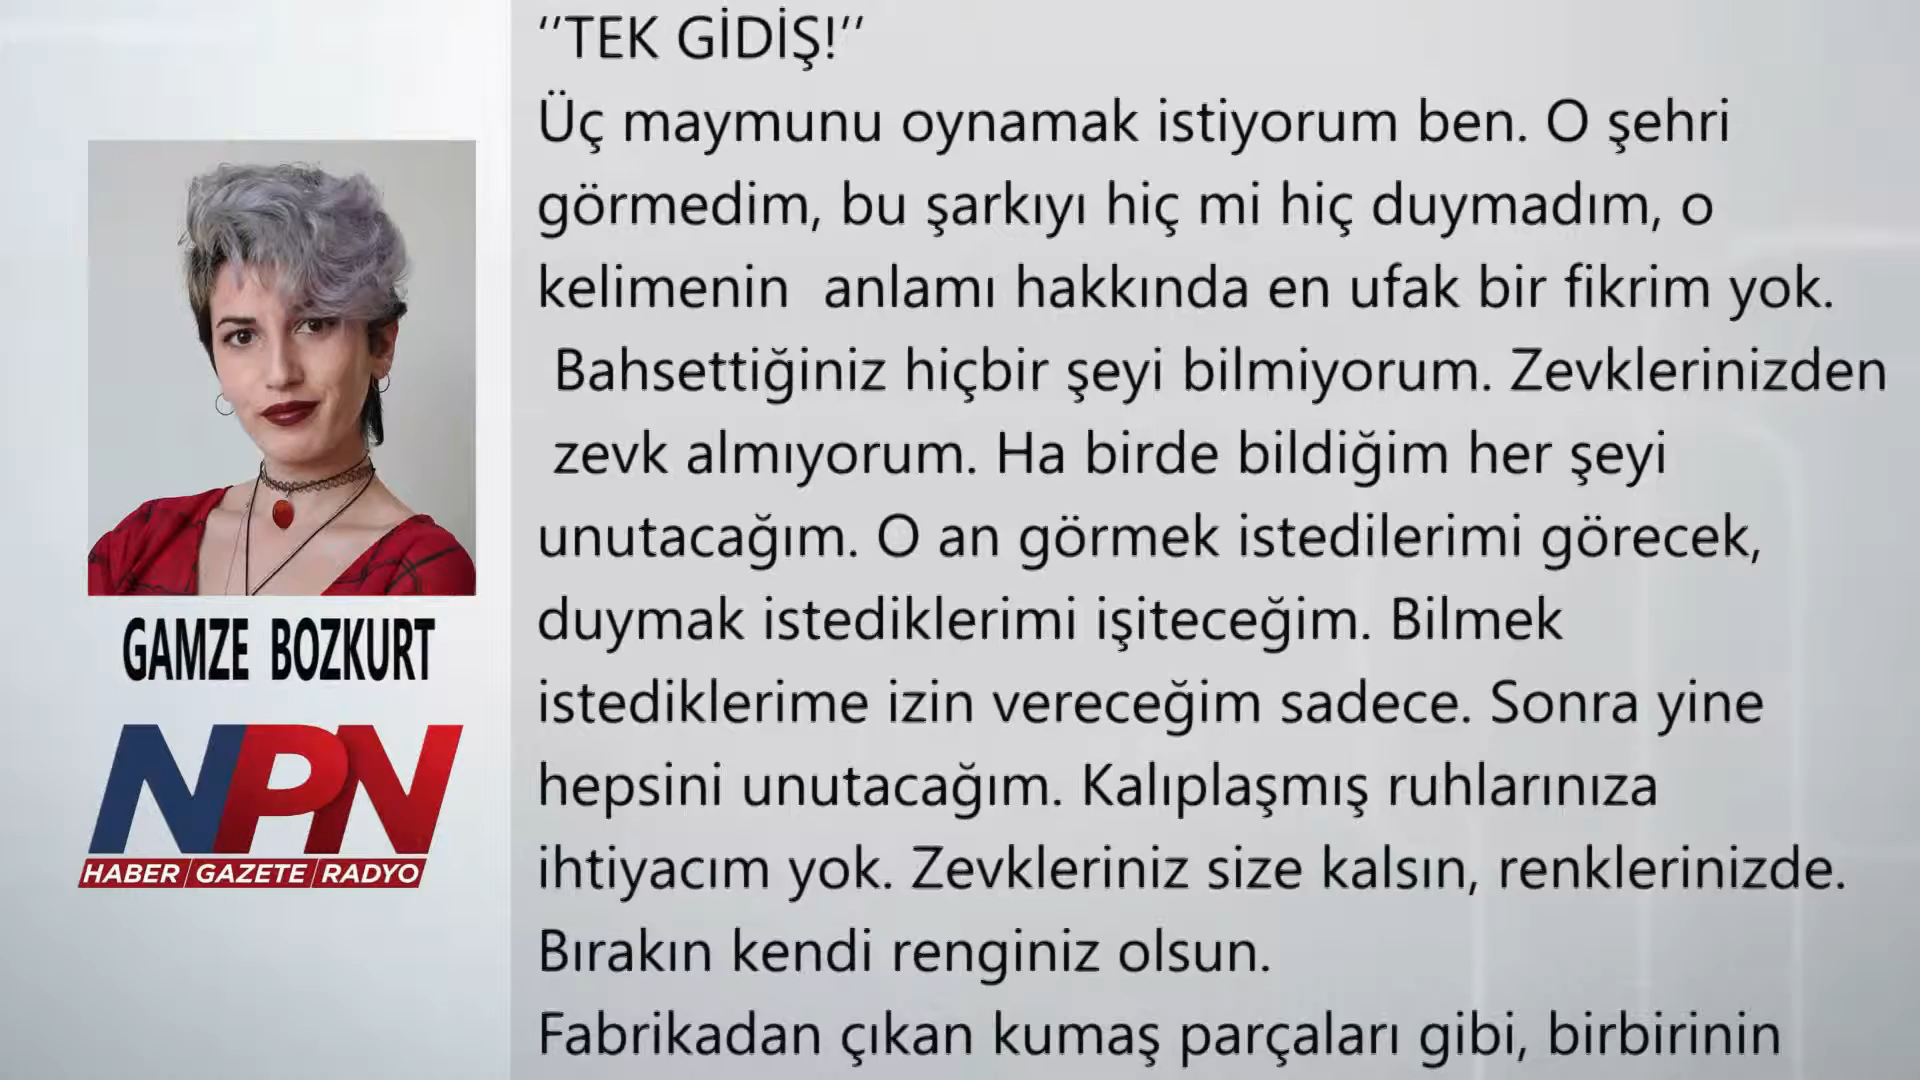 ‘‘TEK GİDİŞ!’’
Üç maymunu oynamak istiyorum ben. O şehri
görmedim, bu şarkıyı hiç mi hiç duymadım, o
kelimenin  anlamı hakkında en ufak bir fikrim yok.
Bahsettiğiniz hiçbir şeyi bilmiyorum. Zevklerinizden
zevk almıyorum. Ha birde bildiğim her şeyi
unutacağım. O an görmek istedilerimi görecek,
duymak istediklerimi işiteceğim. Bilmek
istediklerime izin vereceğim sadece. Sonra yine
hepsini unutacağım. Kalıplaşmış ruhlarınıza
ihtiyacım yok. Zevkleriniz size kalsın, renklerinizde.
Bırakın kendi renginiz olsun.
Fabrikadan çıkan kumaş parçaları gibi, birbirinin
GAMZE BOZKURT
NPN
HABER GAZETE RADYO